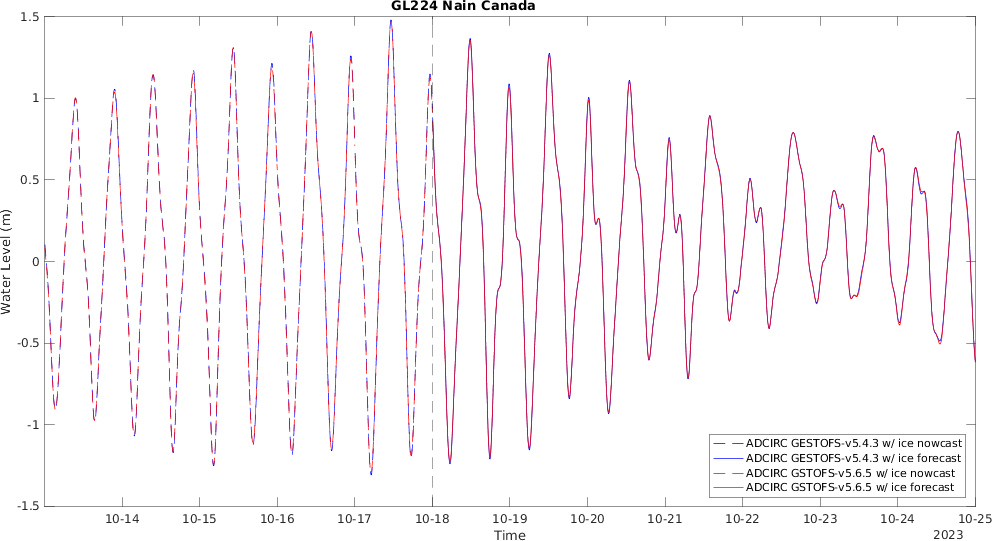 GL224 Nain Canada
1.5
1
0.5
0
-0.5
-1
-1.5
Water Level (m)
10-14 10-15 10-16 10-17 10-18 10-19 10-20 10-21 10-22 10-23 10-24 10-25
Time
2023
ADCIRC GESTOFS-v5.4.3 w/ ice nowcast
ADCIRC GESTOFS-v5.4.3 w/ ice forecast
ADCIRC GSTOFS-v5.6.5 w/ ice nowcast
ADCIRC GSTOFS-v5.6.5 w/ ice forecast